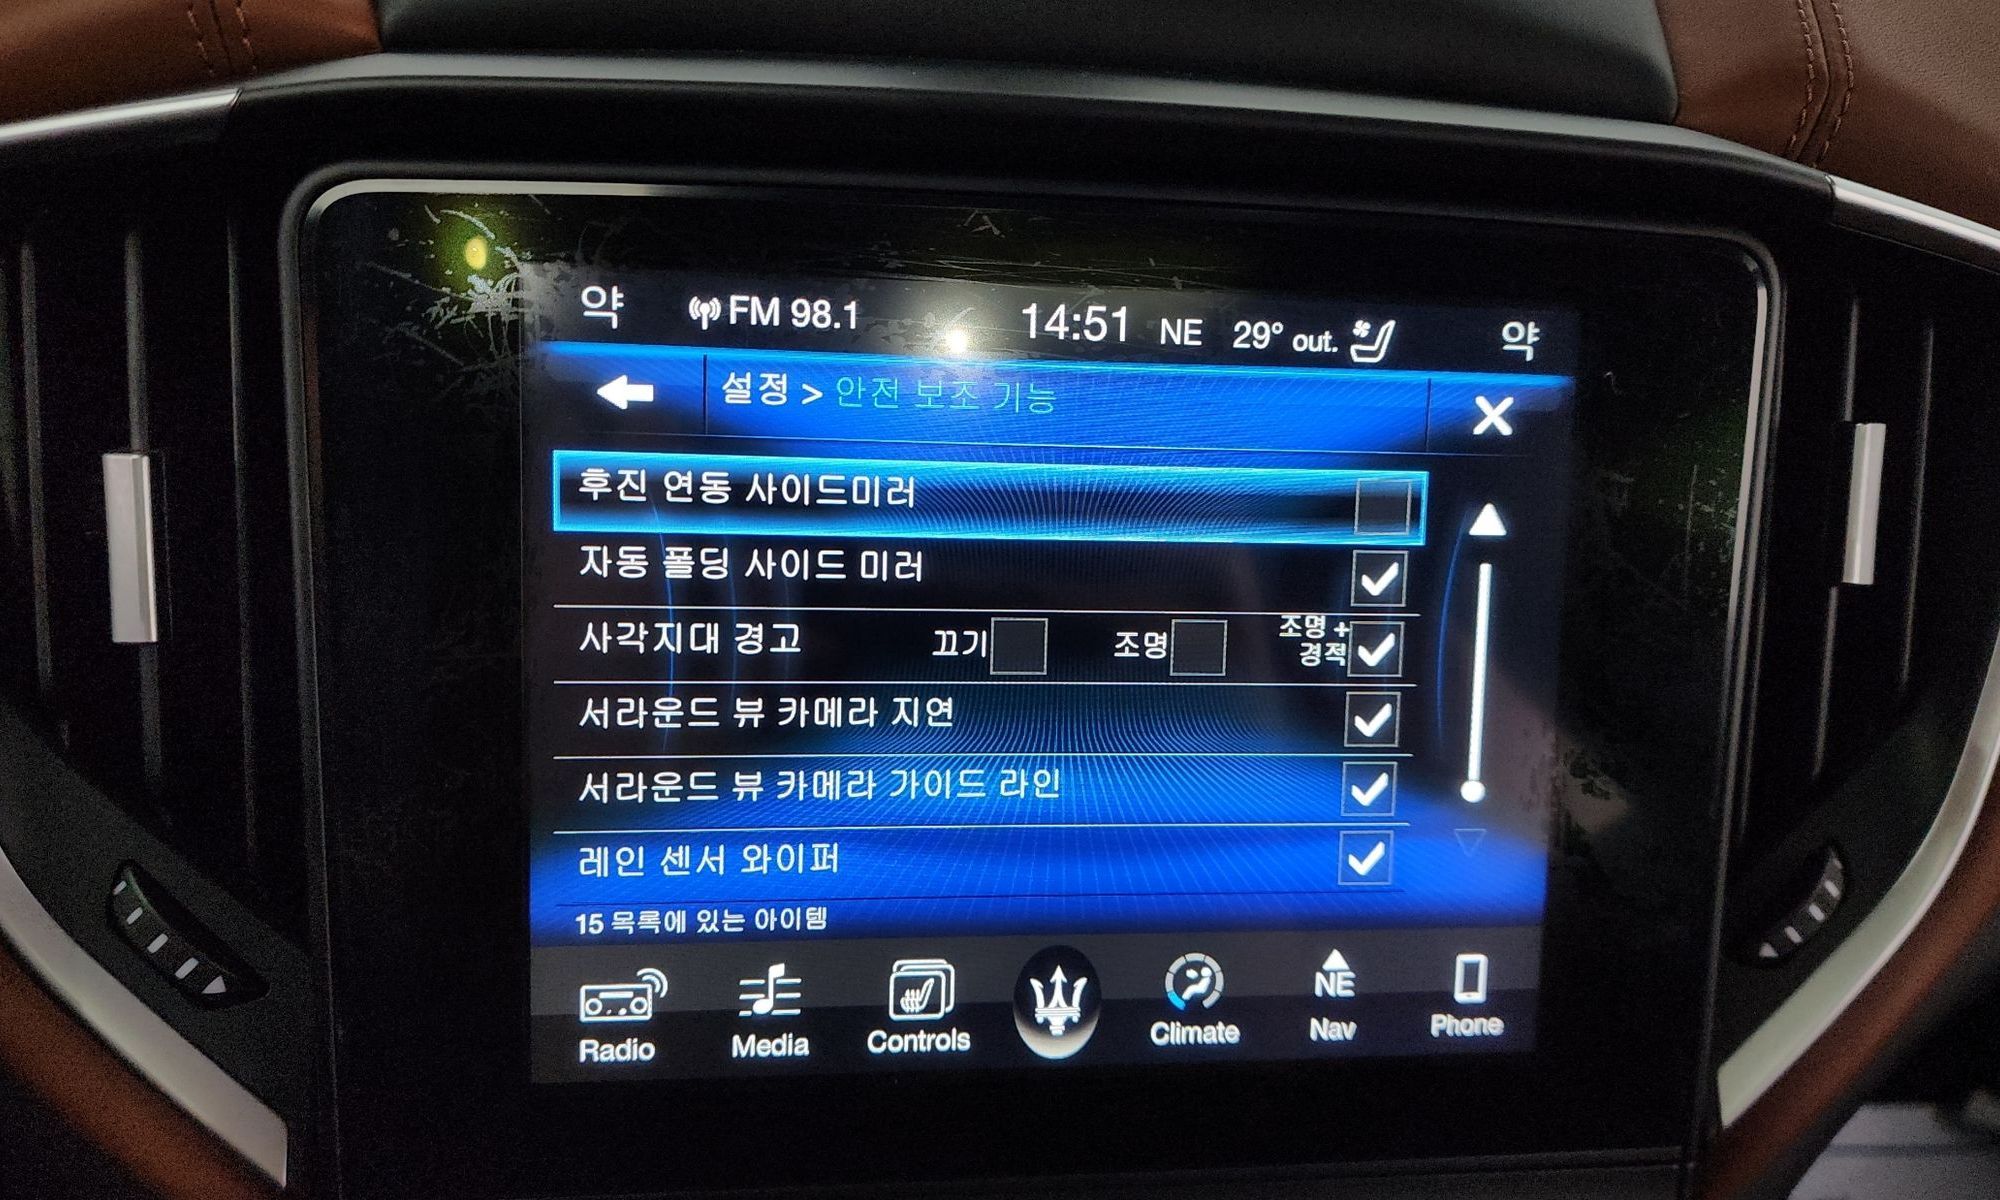 약 FM 98.1 14:51 NE 29° out. 약
설정 > 안전 보조 기능 X
후진 연동 사이드미러
자동 폴딩 사이드 미러
사각지대 경고 끄기 조명 조명 + 경적
서라운드 뷰 카메라 지연
서라운드 뷰 카메라 가이드 라인
레인 센서 와이퍼
15 목록에 있는 아이템
NE
Radio Media Controls Climate Nav Phone